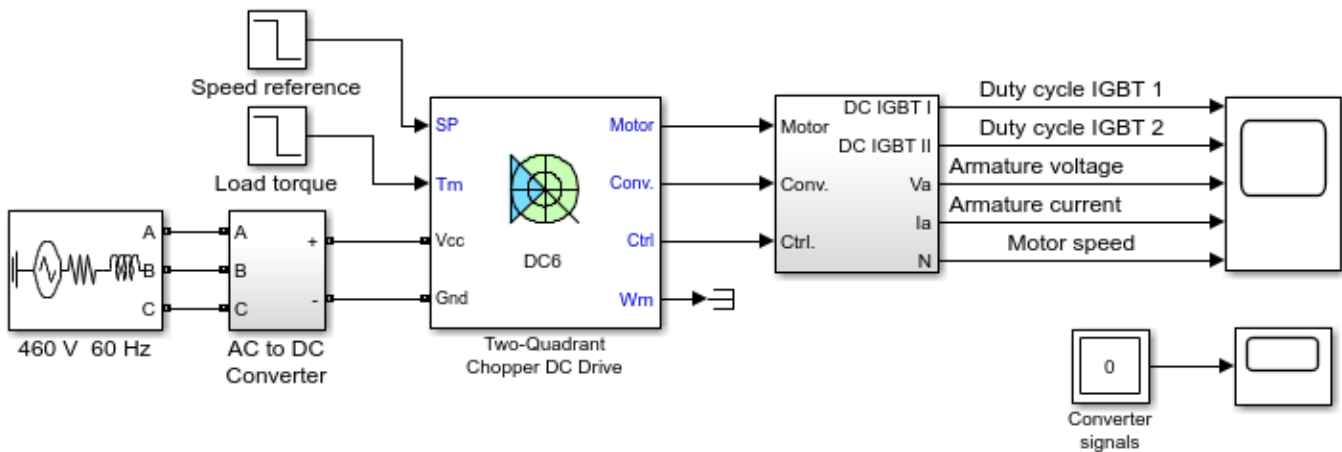 Speed reference
Load torque
A
B
C
460 V 60 Hz
A
B
C
+
-
AC to DC
Converter
SP
Tm
Vcc
Gnd
Motor
Conv.
Ctrl
Wm
DC6
Two-Quadrant
Chopper DC Drive
Motor
Conv.
Ctrl.
DC IGBT I
DC IGBT II
Va
Ia
N
Duty cycle IGBT 1
Duty cycle IGBT 2
Armature voltage
Armature current
Motor speed
0
Converter
signals